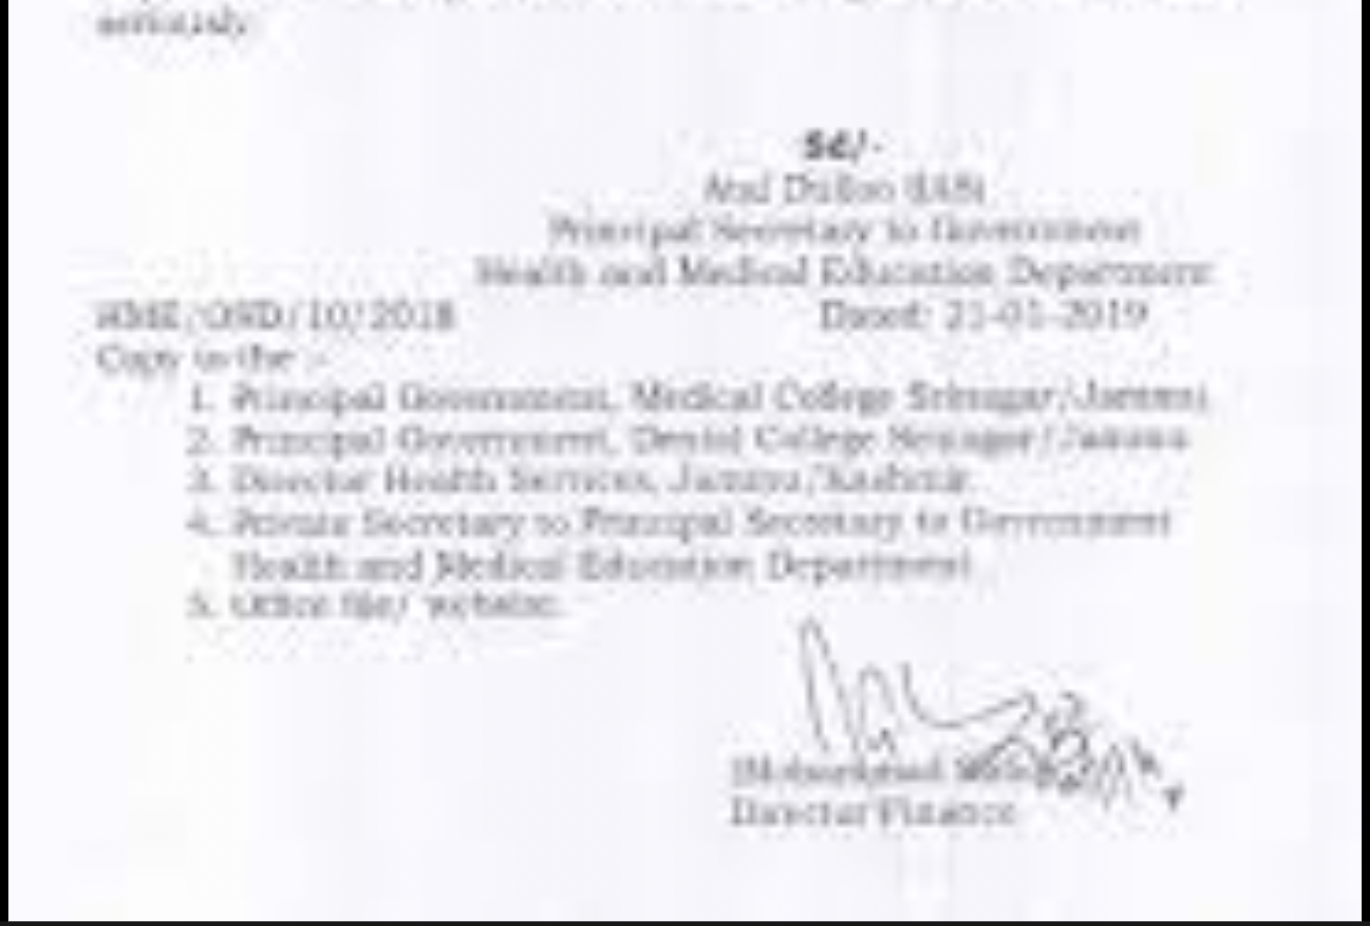 seriously.
Sd/-
Atul Dulloo (IAS)
Principal Secretary to Government
Health and Medical Education Department
HME/GND/10/2018 Dated: 21-01-2019
Copy to the :-
1. Principal Government, Medical College Srinagar/Jammu
2. Principal Government, Dental College Srinagar/Jammu
3. Director Health Services, Jammu/Kashmir.
4. Private Secretary to Principal Secretary to Government
Health and Medical Education Department
5. Office file/ website.
(Mohammad
Director Finance